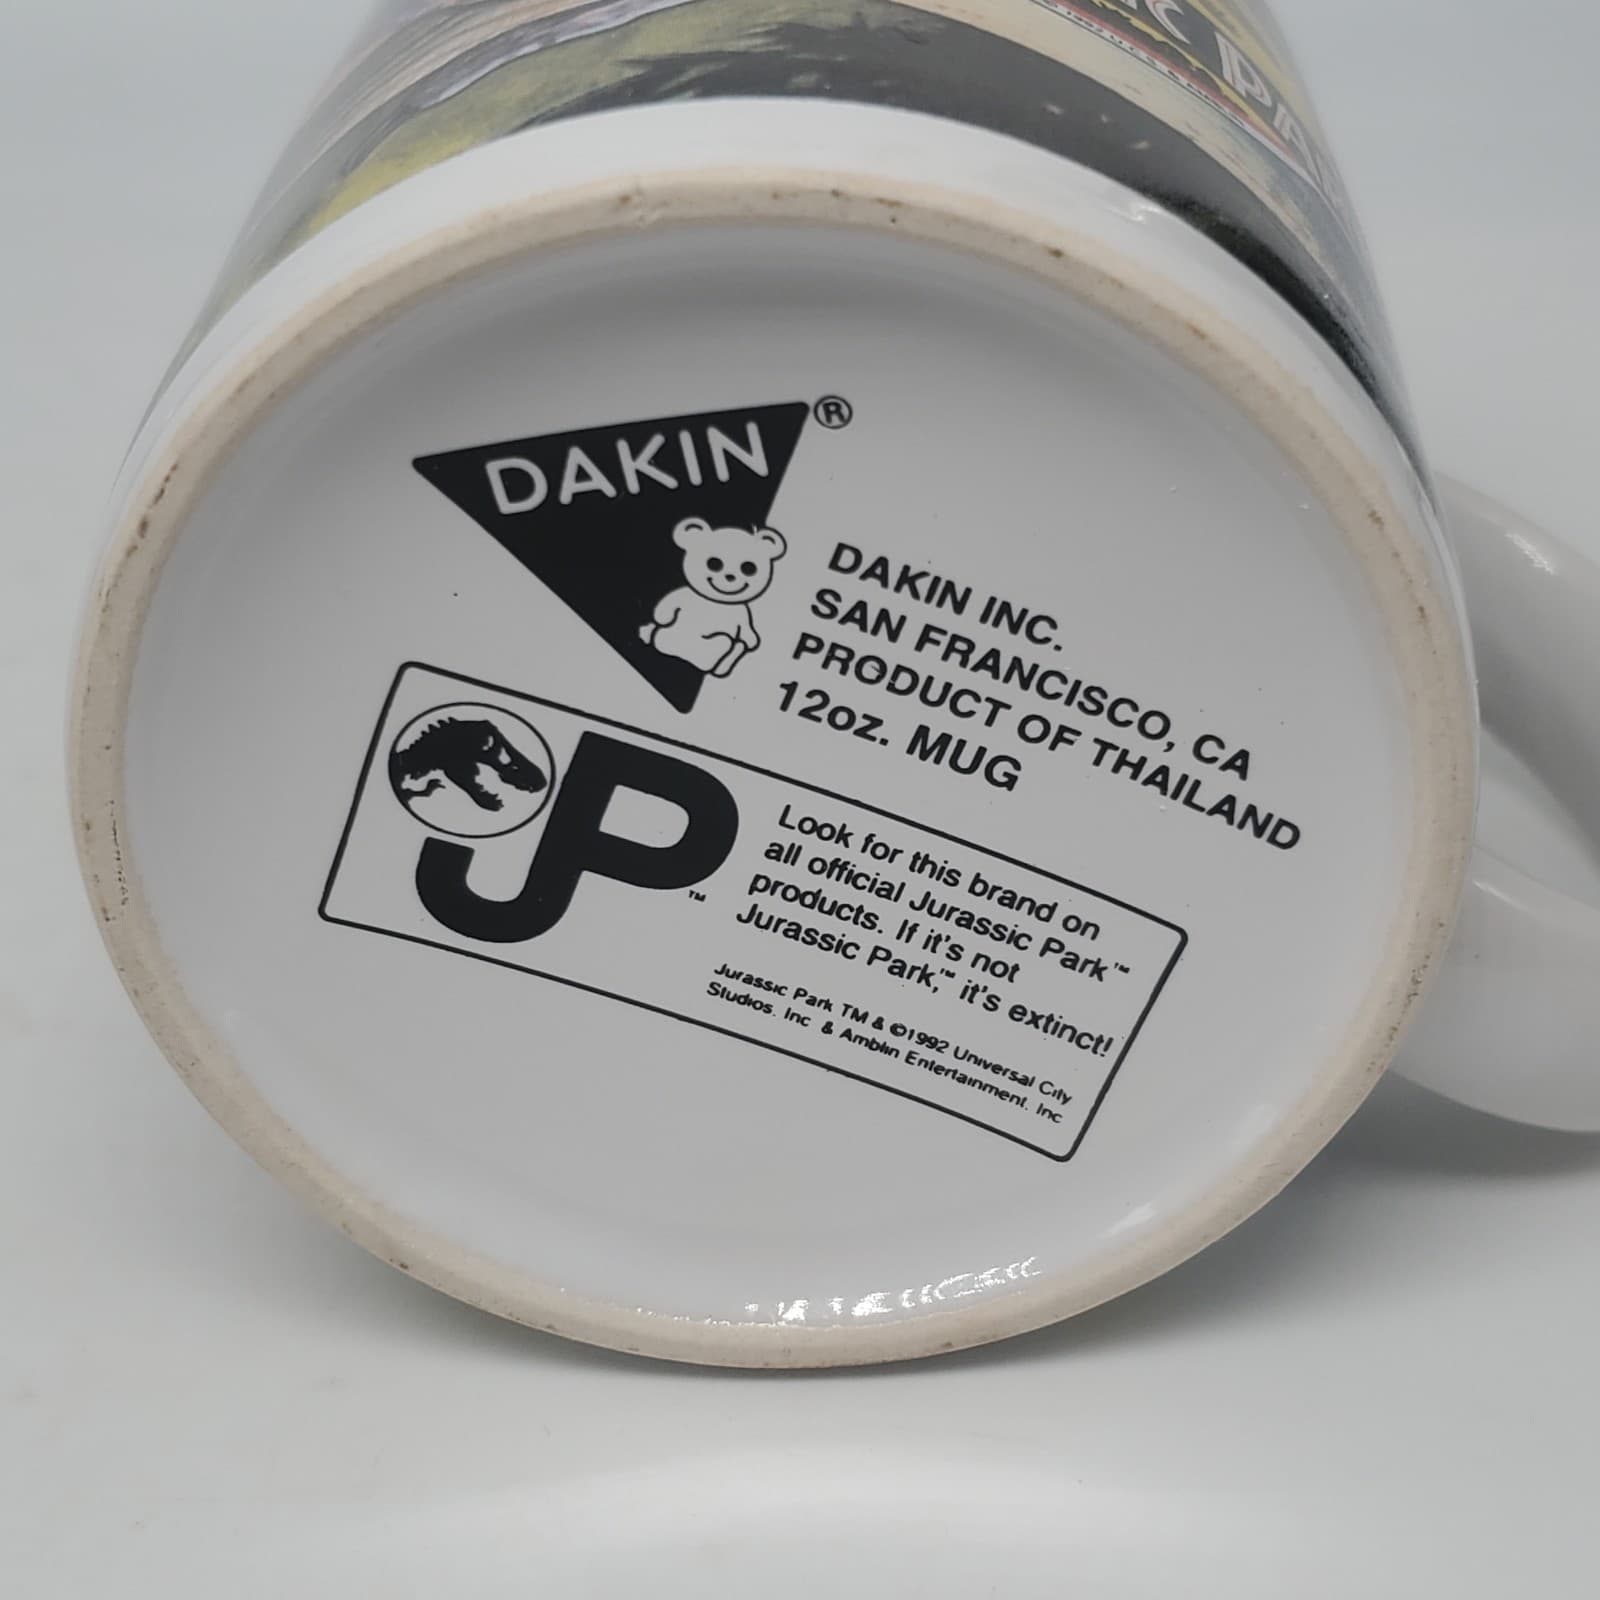 DAKIN®
DAKIN INC.
SAN FRANCISCO, CA
PRODUCT OF THAILAND
12oz. MUG
JP™
Look for this brand on
all official Jurassic Park™
products. If it's not
Jurassic Park,™ it's extinct!
Jurassic Park TM & ©1992 Universal City
Studios, Inc & Amblin Entertainment, Inc